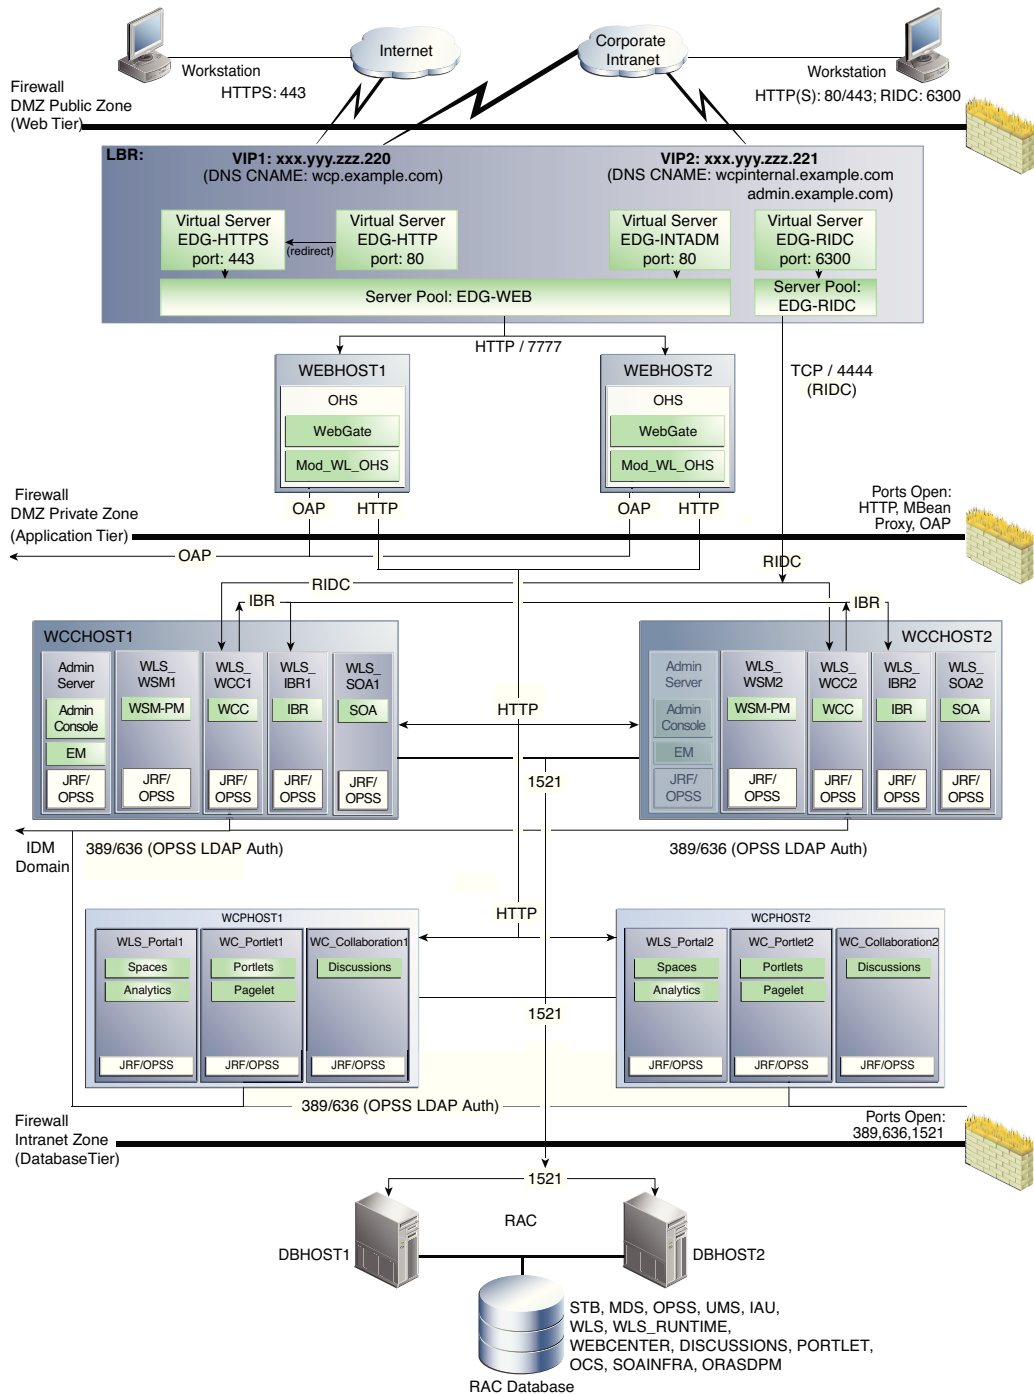 Internet
Corporate
Intranet
Workstation
HTTPS: 443
Workstation
HTTP(S): 80/443; RIDC: 6300
Firewall
DMZ Public Zone
(Web Tier)
LBR:
VIP1: xxx.yyy.zzz.220
(DNS CNAME: wcp.example.com)
VIP2: xxx.yyy.zzz.221
(DNS CNAME: wcpinternal.example.com
admin.example.com)
Virtual Server
EDG-HTTPS
port: 443
(redirect)
Virtual Server
EDG-HTTP
port: 80
Virtual Server
EDG-INTADM
port: 80
Virtual Server
EDG-RIDC
port: 6300
Server Pool: EDG-WEB
Server Pool:
EDG-RIDC
HTTP / 7777
TCP / 4444
(RIDC)
WEBHOST1
OHS
WebGate
Mod_WL_OHS
WEBHOST2
OHS
WebGate
Mod_WL_OHS
OAP
HTTP
OAP
HTTP
Firewall
DMZ Private Zone
(Application Tier)
Ports Open:
HTTP, MBean
Proxy, OAP
OAP
RIDC
RIDC
IBR
IBR
WCCHOST1
Admin
Server
Admin
Console
EM
JRF/
OPSS
WLS_
WSM1
WSM-PM
JRF/
OPSS
WLS_
WCC1
WCC
JRF/
OPSS
WLS_
IBR1
IBR
JRF/
OPSS
WLS_
SOA1
SOA
JRF/
OPSS
HTTP
1521
WCCHOST2
Admin
Server
Admin
Console
EM
JRF/
OPSS
WLS_
WSM2
WSM-PM
JRF/
OPSS
WLS_
WCC2
WCC
JRF/
OPSS
WLS_
IBR2
IBR
JRF/
OPSS
WLS_
SOA2
SOA
JRF/
OPSS
IDM
Domain
389/636 (OPSS LDAP Auth)
389/636 (OPSS LDAP Auth)
HTTP
1521
WCPHOST1
WLS_Portal1
Spaces
Analytics
JRF/OPSS
WC_Portlet1
Portlets
Pagelet
JRF/OPSS
WC_Collaboration1
Discussions
JRF/OPSS
WCPHOST2
WLS_Portal2
Spaces
Analytics
JRF/OPSS
WC_Portlet2
Portlets
Pagelet
JRF/OPSS
WC_Collaboration2
Discussions
JRF/OPSS
389/636 (OPSS LDAP Auth)
Firewall
Intranet Zone
(DatabaseTier)
Ports Open:
389,636,1521
1521
RAC
DBHOST1
DBHOST2
STB, MDS, OPSS, UMS, IAU,
WLS, WLS_RUNTIME,
WEBCENTER, DISCUSSIONS, PORTLET,
OCS, SOAINFRA, ORASDPM
RAC Database